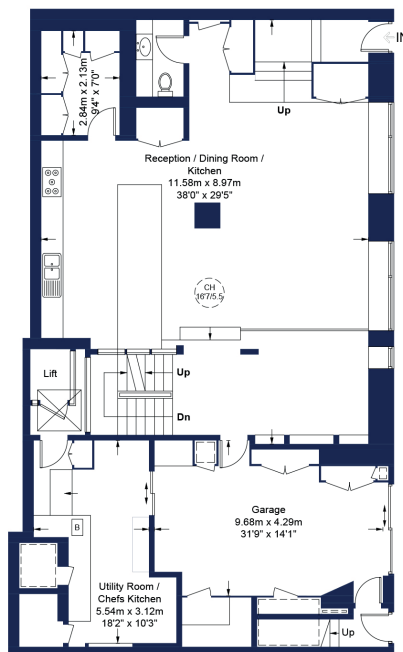 IN
2.84m x 2.13m
9'4" x 7'0"
Up
Reception / Dining Room /
Kitchen
11.58m x 8.97m
38'0" x 29'5"
CH
16'7/5.5
Lift
Up
Dn
Garage
9.68m x 4.29m
31'9" x 14'1"
B
Utility Room /
Chefs Kitchen
5.54m x 3.12m
18'2" x 10'3"
Up